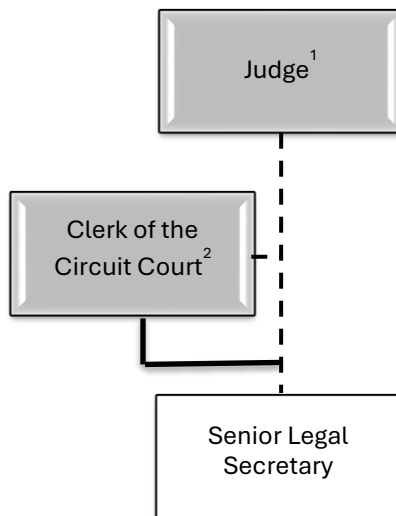 Judge¹
Clerk of the
Circuit Court²
Senior Legal
Secretary